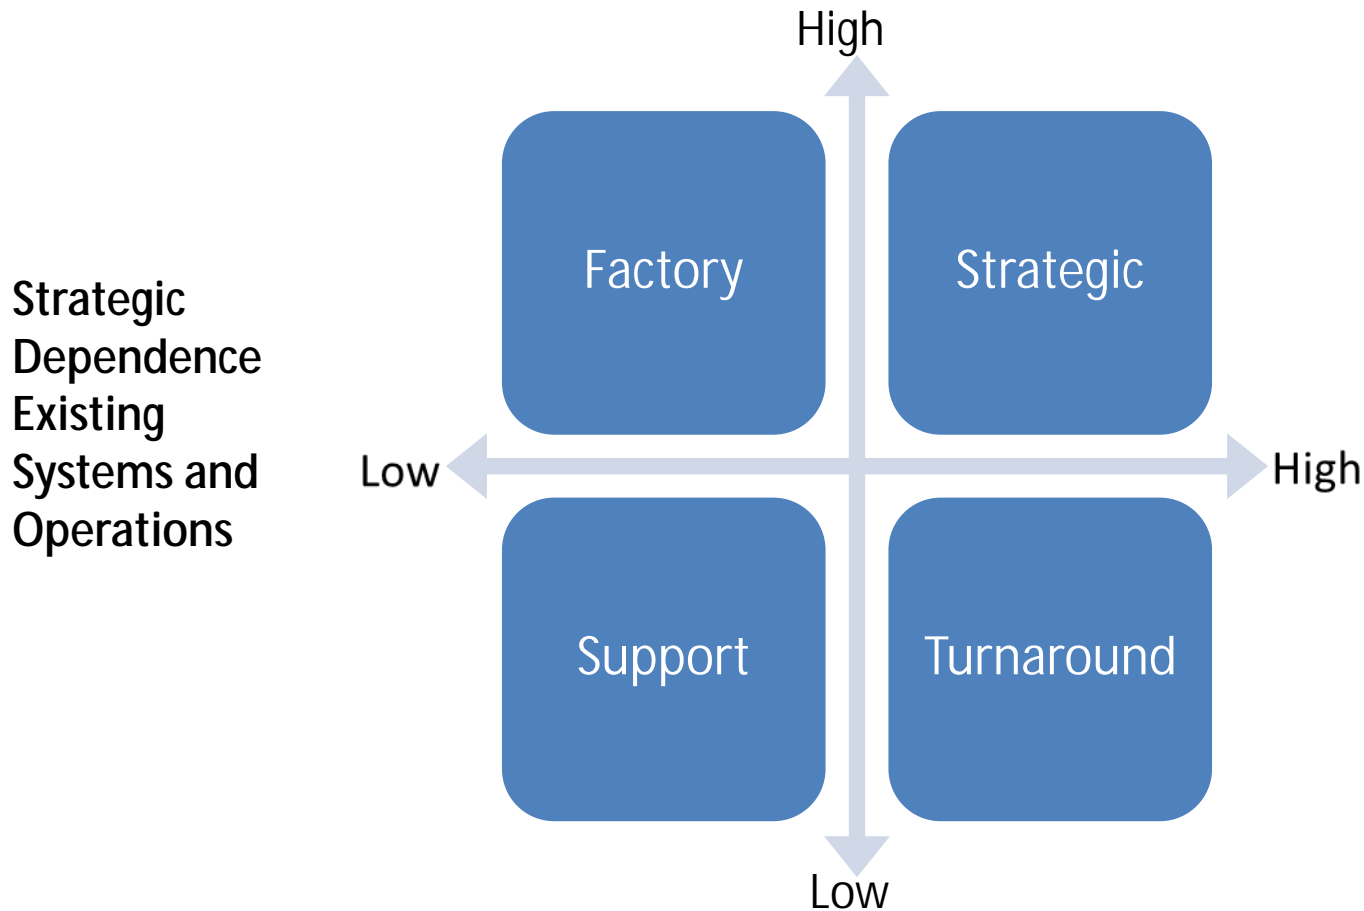 High
Factory
Strategic
Strategic
Dependence
Existing
Systems and
Operations
Low
High
Support
Turnaround
Low